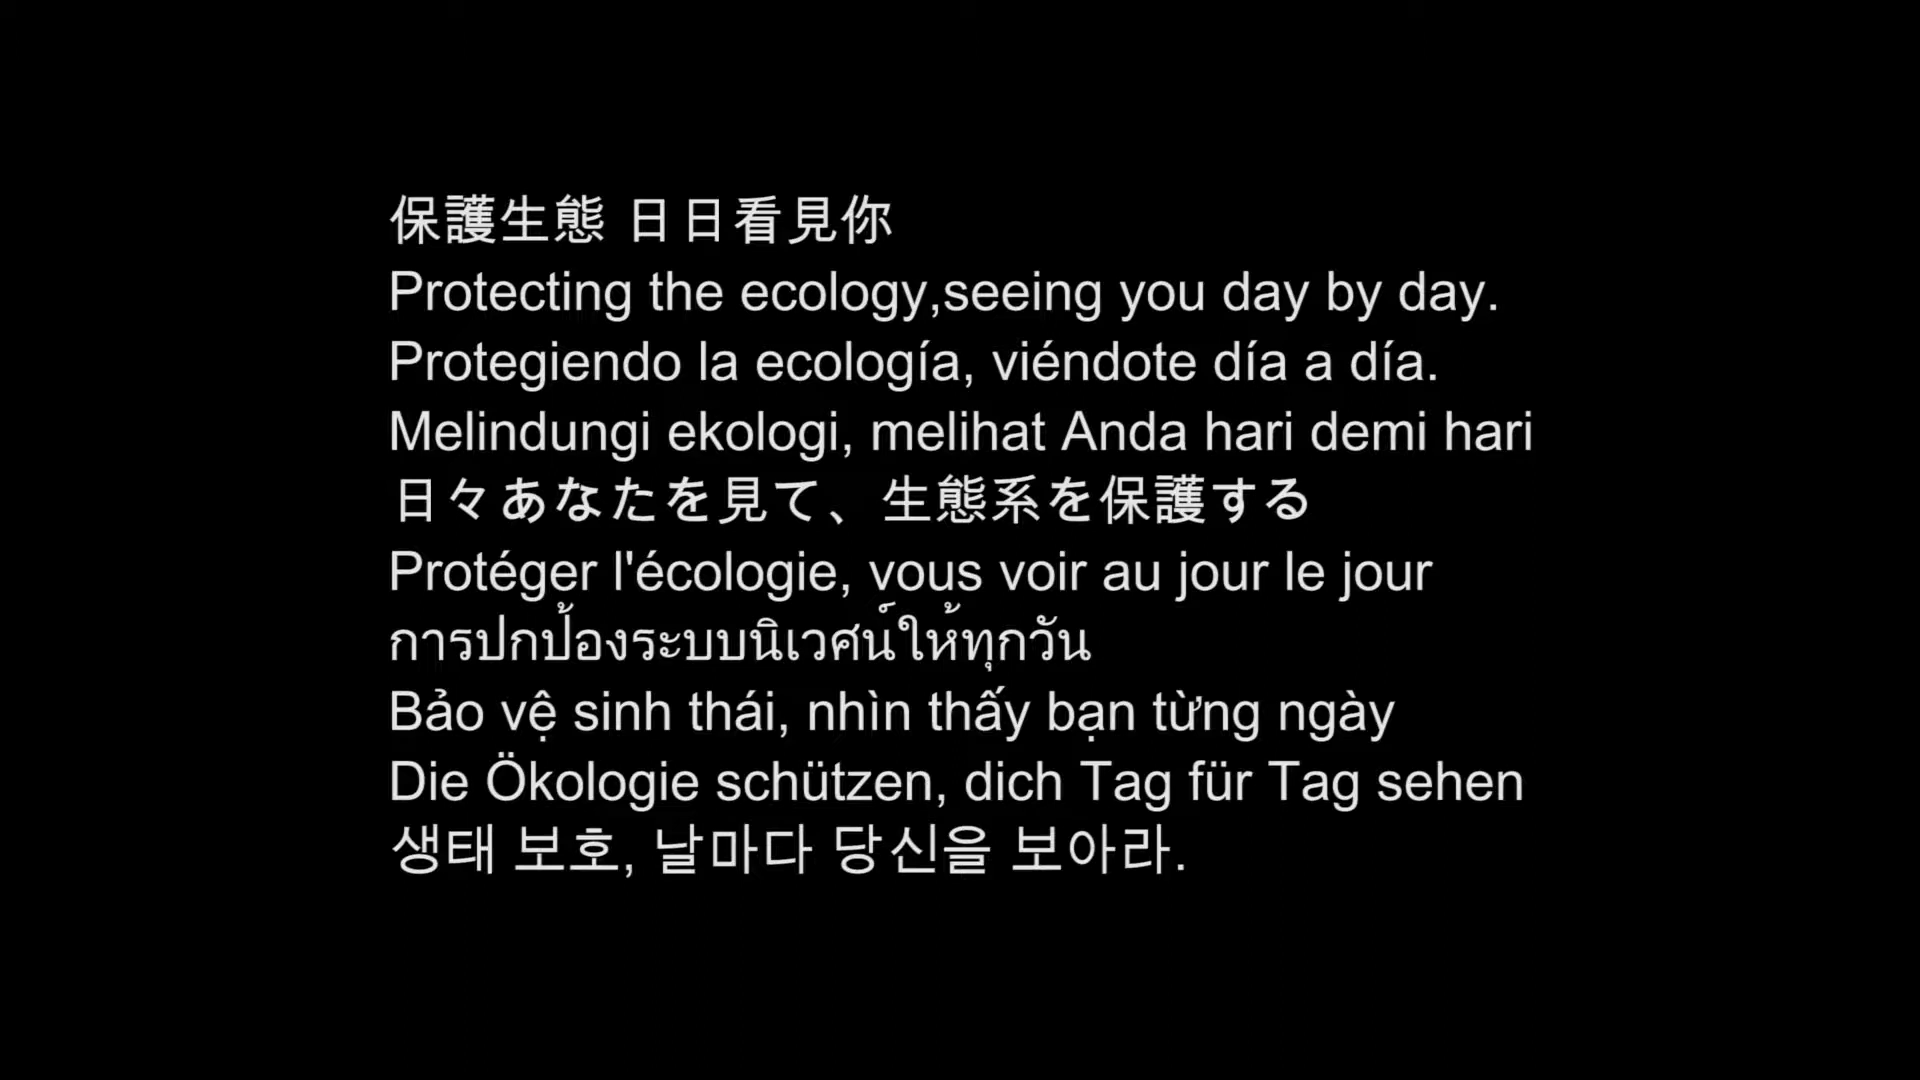 保護生態 日日看見你
Protecting the ecology,seeing you day by day.
Protegiendo la ecología, viéndote día a día.
Melindungi ekologi, melihat Anda hari demi hari
日々あなたを見て、生態系を保護する
Protéger l'écologie, vous voir au jour le jour
การปกป้องระบบนิเวศน์ให้ทุกวัน
Bảo vệ sinh thái, nhìn thấy bạn từng ngày
Die Ökologie schützen, dich Tag für Tag sehen
생태 보호, 날마다 당신을 보아라.